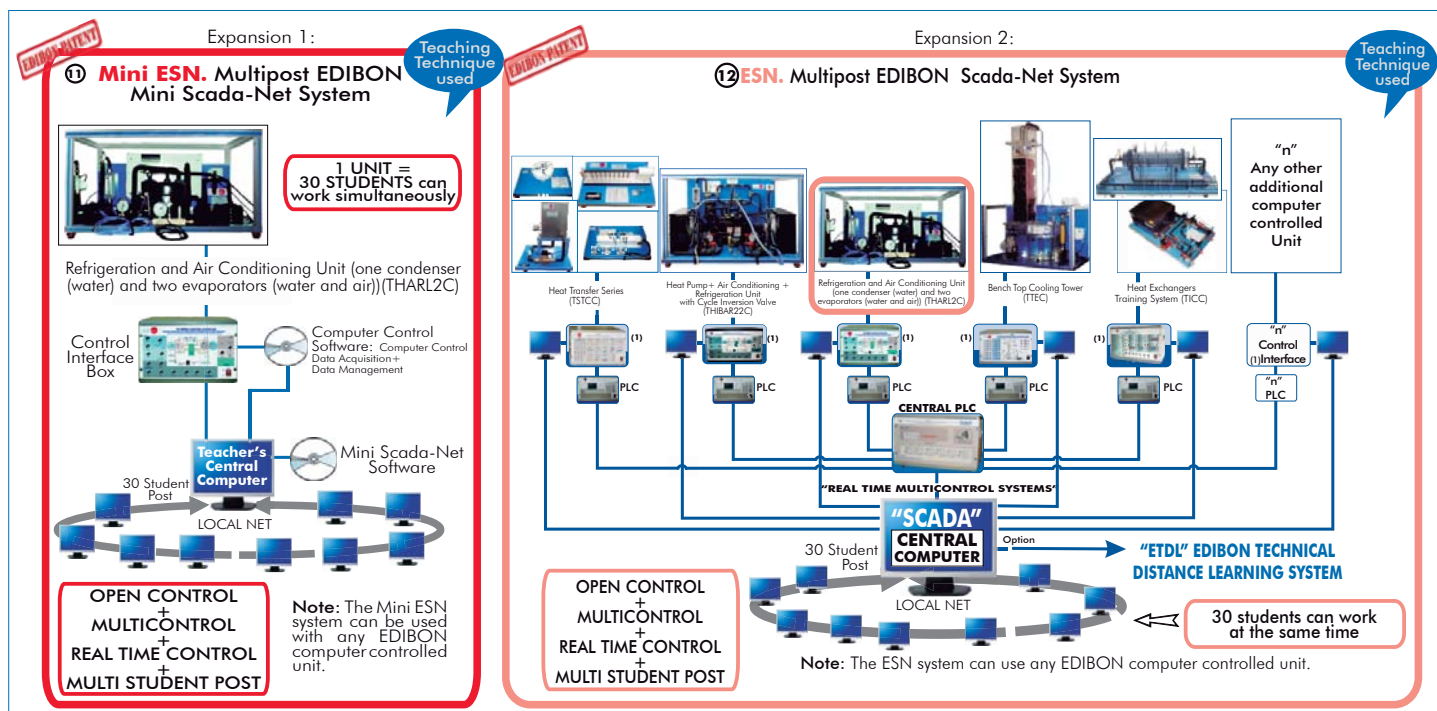 EDIBON PATENT
Expansion 1:
Teaching
Technique
used
11 Mini ESN. Multipost EDIBON
Mini Scada-Net System
1 UNIT =
30 STUDENTS can
work simultaneously
Refrigeration and Air Conditioning Unit (one condenser
(water) and two evaporators (water and air))(THARL2C)
Control
Interface
Box
Computer Control
Software: Computer Control
Data Acquisition+
Data Management
Teacher's
Central
Computer
Mini Scada-Net
Software
30 Student
Post
LOCAL NET
OPEN CONTROL
+
MULTICONTROL
+
REAL TIME CONTROL
+
MULTI STUDENT POST
Note: The Mini ESN
system can be used
with any EDIBON
computer controlled
unit.
EDIBON PATENT
Expansion 2:
Teaching
Technique
used
12 ESN. Multipost EDIBON Scada-Net System
"n"
Any other
additional
computer
controlled
Unit
Heat Transfer Series
(TSTCC)
Heat Pump+ Air Conditioning +
Refrigeration Unit
with Cycle Inversion Valve
(THIBAR22C)
Refrigeration and Air Conditioning Unit
(one condenser (water) and two
evaporators (water and air)) (THARL2C)
Bench Top Cooling Tower
(TTEC)
Heat Exchangers
Training System (TICC)
(1)
(1)
(1)
(1)
(1)
"n"
Control
(1)Interface
PLC
PLC
PLC
PLC
PLC
"n"
PLC
CENTRAL PLC
"REAL TIME MULTICONTROL SYSTEMS"
"SCADA"
CENTRAL
COMPUTER
Option
"ETDL" EDIBON TECHNICAL
DISTANCE LEARNING SYSTEM
30 Student
Post
LOCAL NET
OPEN CONTROL
+
MULTICONTROL
+
REAL TIME CONTROL
+
MULTI STUDENT POST
30 students can work
at the same time
Note: The ESN system can use any EDIBON computer controlled unit.